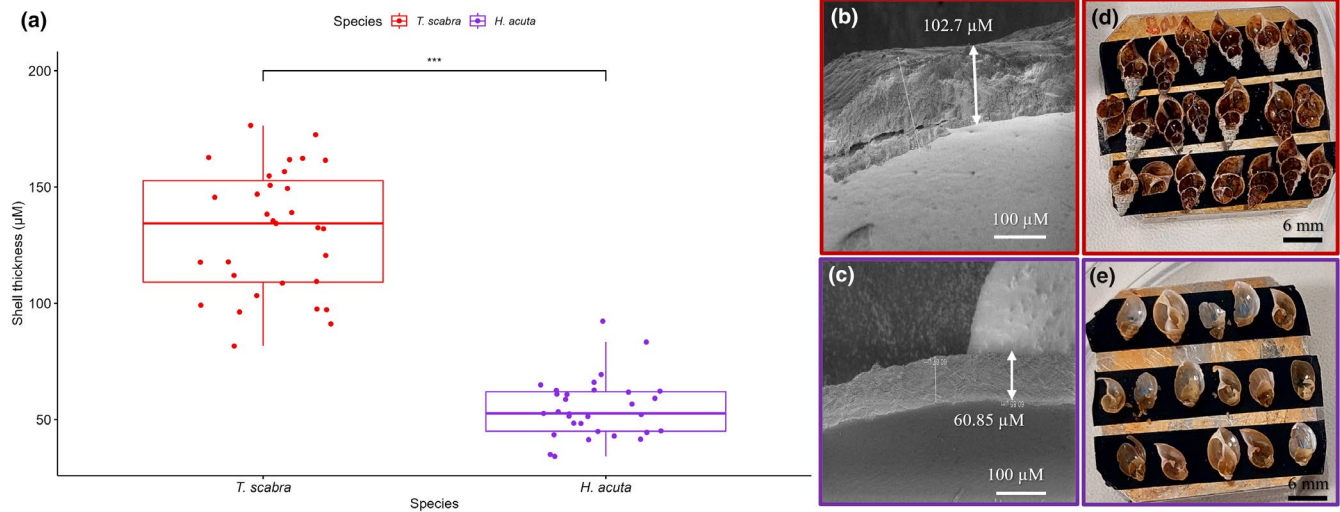 (a)
Species T. scabra H. acuta
Shell thickness (µM)
200
150
100
50
***
T. scabra H. acuta
Species
(b)
102.7 µM
100 µM
(c)
60.85 µM
100 µM
(d)
6 mm
(e)
6 mm